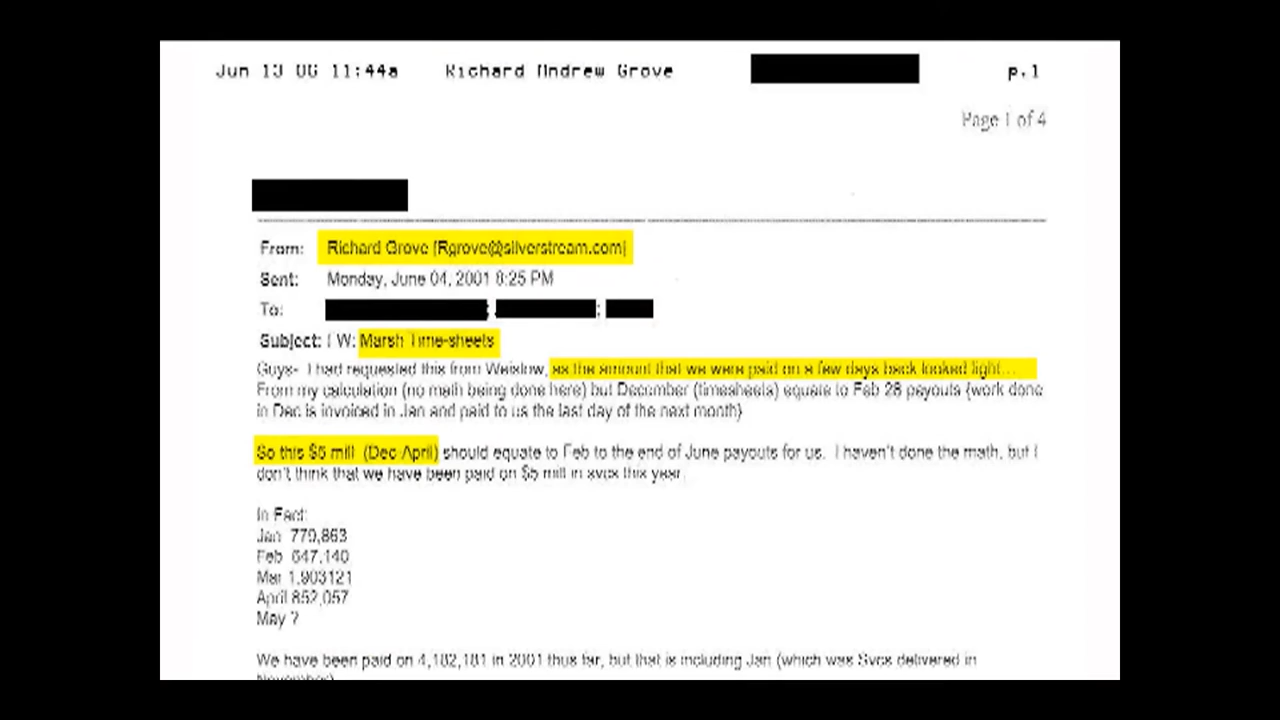 Jun 13 06 11:44a Richard Andrew Grove p.1
Page 1 of 4
From: Richard Grove [Rgrove@silverstream.com]
Sent: Monday, June 04, 2001 8:25 PM
To: ; ;
Subject: FW: Marsh Time-sheets
Guys- I had requested this from Weislow, as the amount that we were paid on a few days back looked light...
From my calculation (no math being done here) but December (timesheets) equate to Feb 28 payouts (work done
in Dec is invoiced in Jan and paid to us the last day of the next month)
So this $5 mill (Dec-April) should equate to Feb to the end of June payouts for us. I haven't done the math, but I
don't think that we have been paid on $5 mill in svcs this year.
In Fact:
Jan 779,863
Feb 647,140
Mar 1,903121
April 852,057
May ?
We have been paid on 4,182,181 in 2001 thus far, but that is including Jan (which was Svcs delivered in
November)